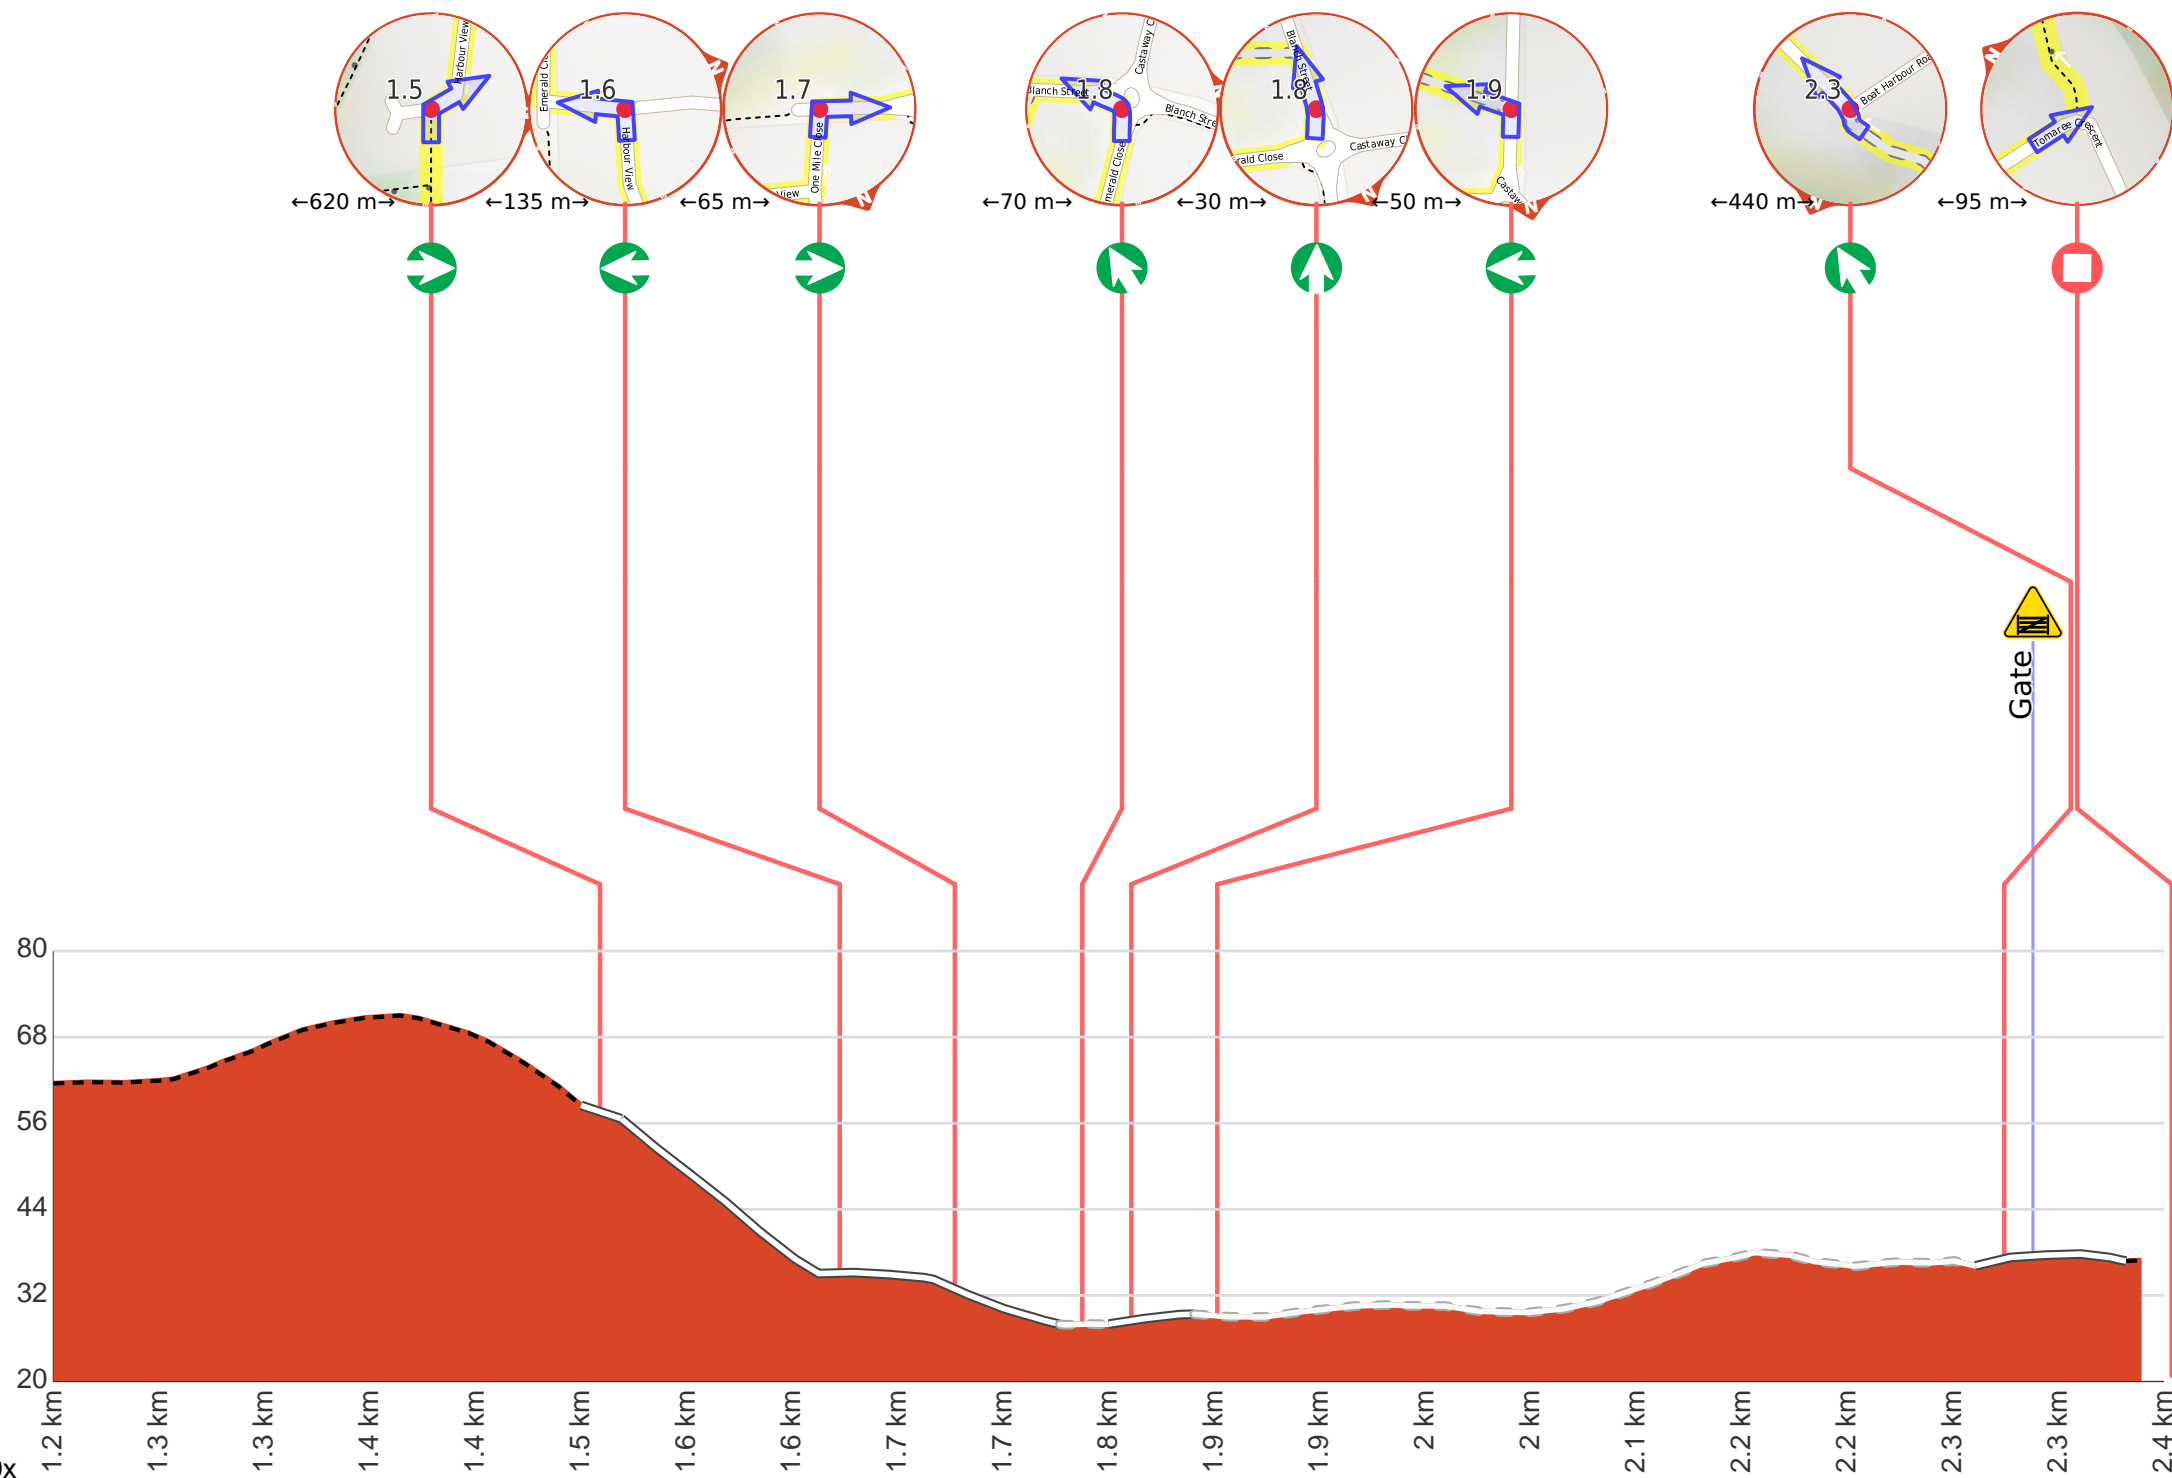 Harbour View
1.5
←620 m→
Emerald Clo
1.6
Harbour View
←135 m→
N
1.7
One Mile Close
View
←65 m→
N
Castaway C
Blanch Street
1.8
Blanch Stre
merald Close
←70 m→
Blanch Street
1.8
rald Close
Castaway C
←30 m→
N
1.9
Castaw
←50 m→
N
2.3
Boat Harbour Roa
←440 m→
N
N
Tomaree Crescent
←95 m→
Gate
80
68
56
44
32
20
1.2 km
1.3 km
1.3 km
1.4 km
1.4 km
1.5 km
1.6 km
1.6 km
1.7 km
1.7 km
1.8 km
1.9 km
1.9 km
2 km
2 km
2.1 km
2.2 km
2.2 km
2.3 km
2.3 km
2.4 km
0x